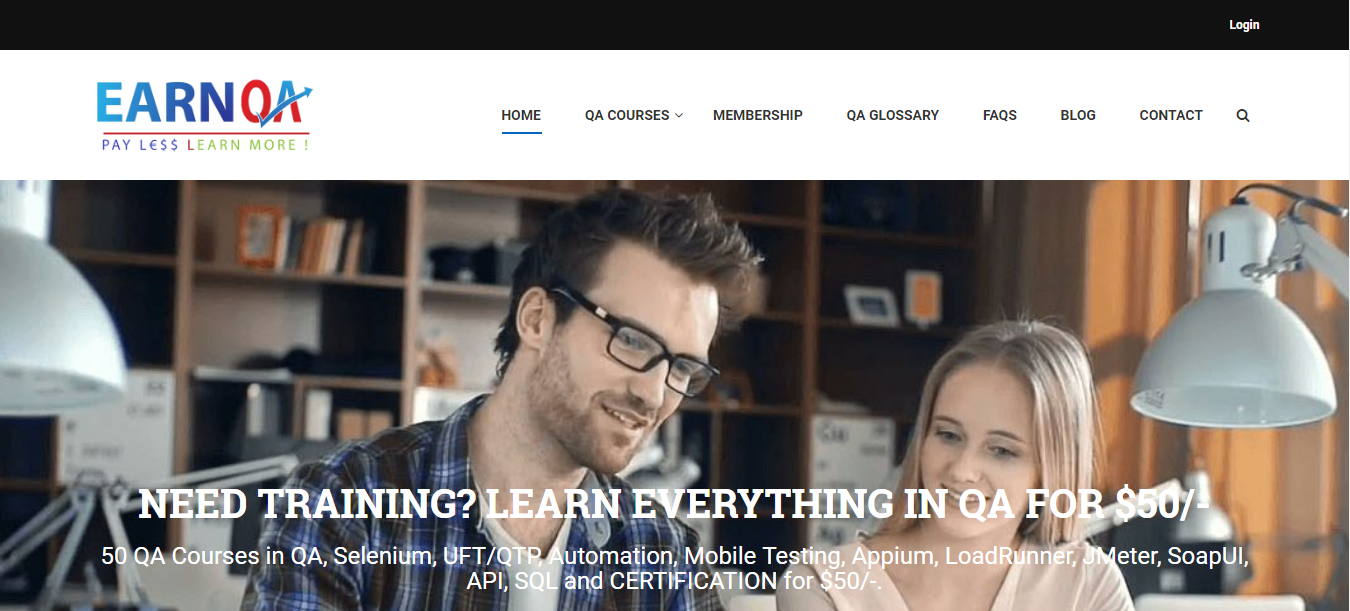 Login
EARNQA
PAY L€$$ LEARN MORE !
HOME
QA COURSES
MEMBERSHIP
QA GLOSSARY
FAQS
BLOG
CONTACT
NEED TRAINING? LEARN EVERYTHING IN QA FOR $50/-
50 QA Courses in QA, Selenium, UFT/QTP, Automation, Mobile Testing, Appium, LoadRunner, JMeter, SoapUI,
API, SQL and CERTIFICATION for $50/-.